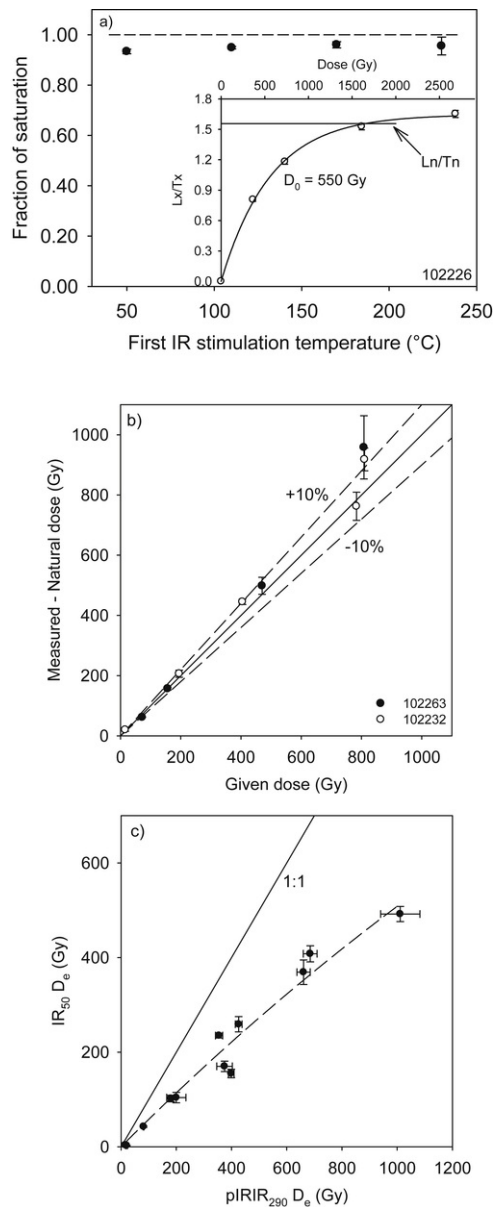 a)
1.00
0.80
0.60
0.40
0.20
0.00
Fraction of saturation
Dose (Gy)
0 500 1000 1500 2000 2500
1.8
1.5
1.2
0.9
0.6
0.3
0.0
Lx/Tx
Ln/Tn
D0 = 550 Gy
102226
50 100 150 200 250
First IR stimulation temperature (°C)
b)
1000
800
600
400
200
0
Measured - Natural dose (Gy)
+10%
-10%
102263
102232
0 200 400 600 800 1000
Given dose (Gy)
c)
600
400
200
0
IR50 De (Gy)
1:1
0 200 400 600 800 1000 1200
pIRIR290 De (Gy)